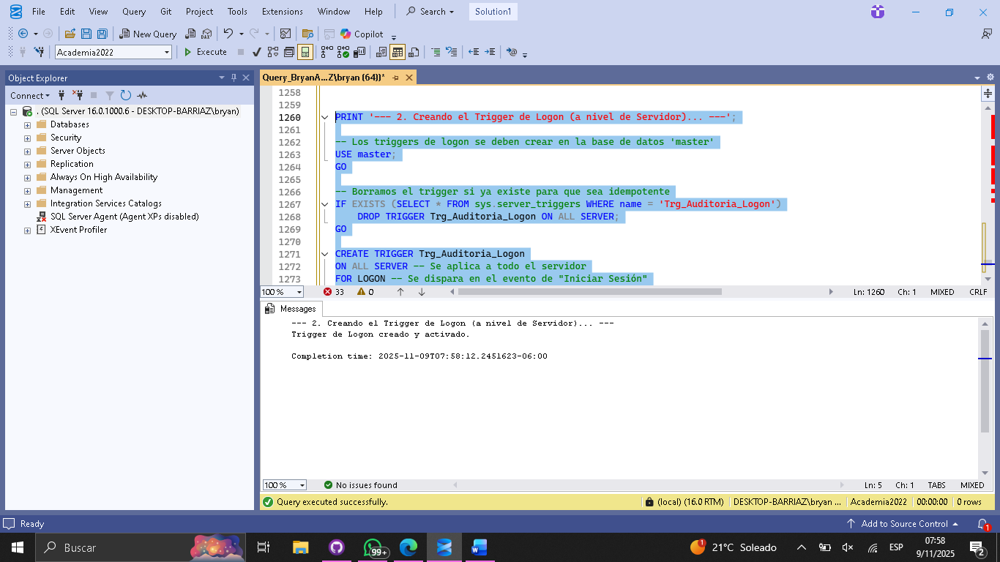 File Edit View Query Git Project Tools Extensions Window Help Search Solution1
New Query Copilot
Academia2022 Execute
Object Explorer
Connect
. (SQL Server 16.0.1000.6 - DESKTOP-BARRIAZ\bryan)
Databases
Security
Server Objects
Replication
Always On High Availability
Management
Integration Services Catalogs
SQL Server Agent (Agent XPs disabled)
XEvent Profiler
Query_BryanA...Z\bryan (64))*
1258
1259
1260 PRINT '--- 2. Creando el Trigger de Logon (a nivel de Servidor)... ---';
1261
1262 -- Los triggers de logon se deben crear en la base de datos 'master'
1263 USE master;
1264 GO
1265
1266 -- Borramos el trigger si ya existe para que sea idempotente
1267 IF EXISTS (SELECT * FROM sys.server_triggers WHERE name = 'Trg_Auditoria_Logon')
1268 DROP TRIGGER Trg_Auditoria_Logon ON ALL SERVER;
1269 GO
1270
1271 CREATE TRIGGER Trg_Auditoria_Logon
1272 ON ALL SERVER -- Se aplica a todo el servidor
1273 FOR LOGON -- Se dispara en el evento de "Iniciar Sesión"
100 % 33 0 Ln: 1260 Ch: 1 MIXED CRLF
Messages
--- 2. Creando el Trigger de Logon (a nivel de Servidor)... ---
Trigger de Logon creado y activado.
Completion time: 2025-11-09T07:58:12.2451623-06:00
100 % No issues found Ln: 5 Ch: 1 TABS MIXED
Query executed successfully. (local) (16.0 RTM) DESKTOP-BARRIAZ\bryan ... Academia2022 00:00:00 0 rows
Ready Add to Source Control 1
Buscar 99+ 1 21°C Soleado ESP 07:58
9/11/2025 2